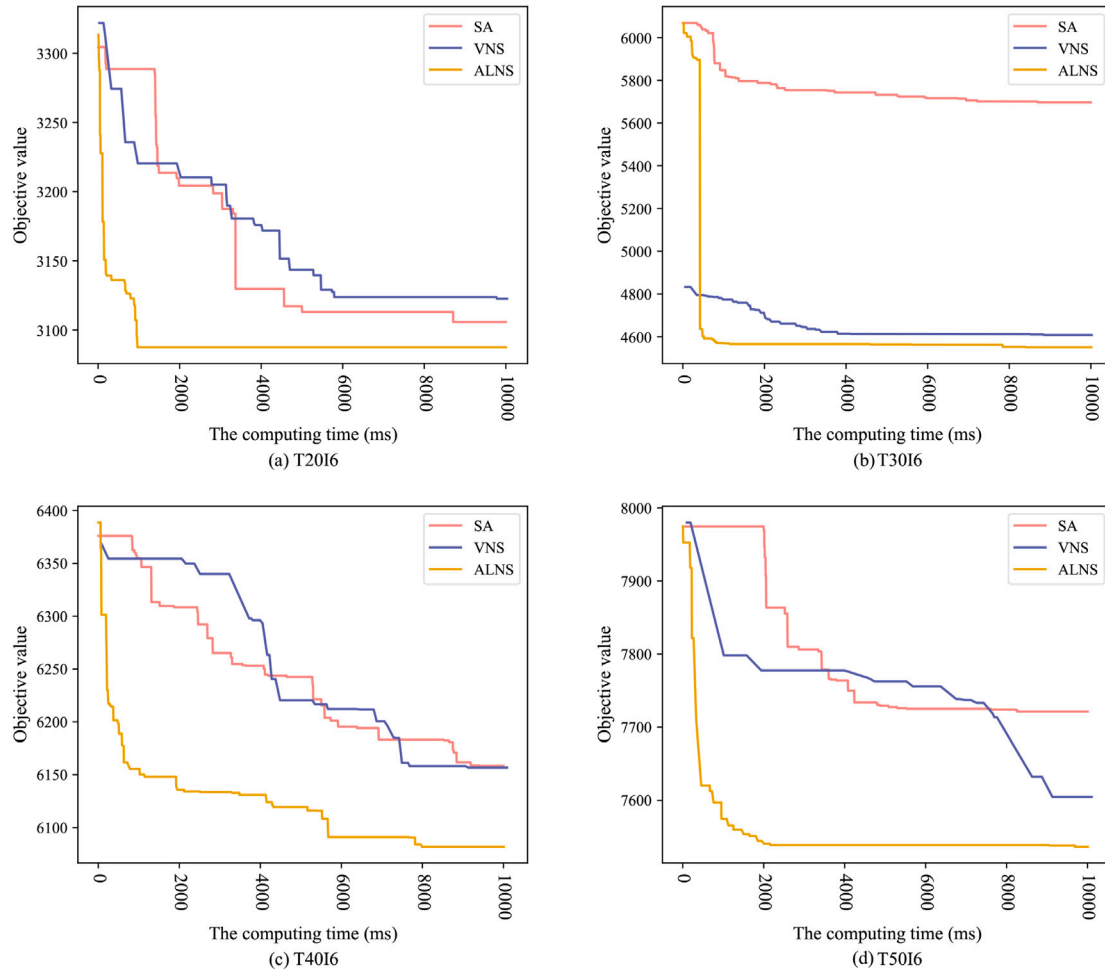 SA
VNS
ALNS
3300
3250
3200
3150
3100
Objective value
0
2000
4000
6000
8000
10000
The computing time (ms)
(a) T20I6
SA
VNS
ALNS
6000
5800
5600
5400
5200
5000
4800
4600
Objective value
0
2000
4000
6000
8000
10000
The computing time (ms)
(b) T30I6
SA
VNS
ALNS
6400
6350
6300
6250
6200
6150
6100
Objective value
0
2000
4000
6000
8000
10000
The computing time (ms)
(c) T40I6
SA
VNS
ALNS
8000
7900
7800
7700
7600
Objective value
0
2000
4000
6000
8000
10000
The computing time (ms)
(d) T50I6